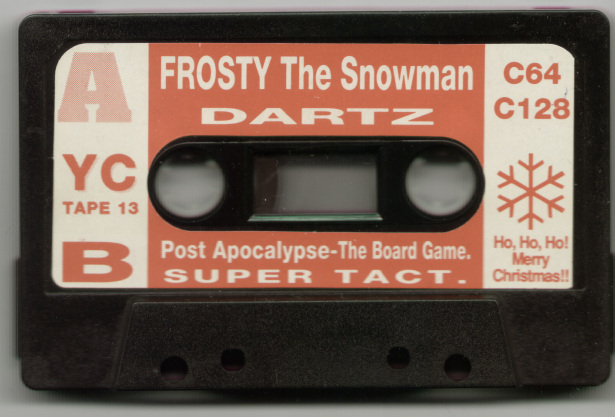 A
FROSTY The Snowman
DARTZ
C64
C128
YC
TAPE 13
B
Post Apocalypse-The Board Game.
SUPER TACT.
Ho, Ho, Ho!
Merry
Christmas!!